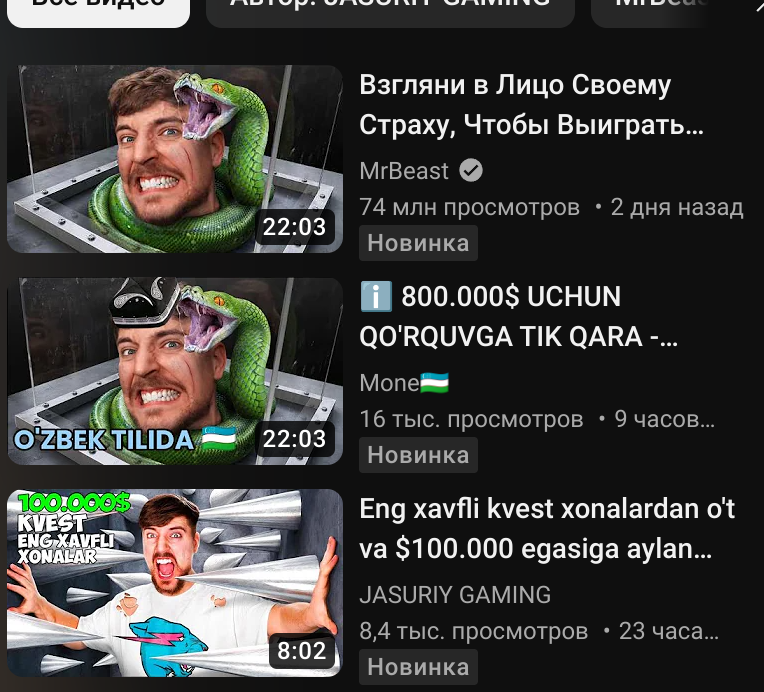 Все видео
Автор: JASURIY GAMING
MrBeas
22:03
Взгляни в Лицо Своему
Страху, Чтобы Выиграть…
MrBeast
74 млн просмотров • 2 дня назад
Новинка
O'ZBEK TILIDA
22:03
ℹ️ 800.000$ UCHUN
QO'RQUVGA TIK QARA -…
Mone🇺🇿
16 тыс. просмотров • 9 часов…
Новинка
100.000$
KVEST
ENG XAVFLI
XONALAR
8:02
Eng xavfli kvest xonalardan o't
va $100.000 egasiga aylan…
JASURIY GAMING
8,4 тыс. просмотров • 23 часа…
Новинка